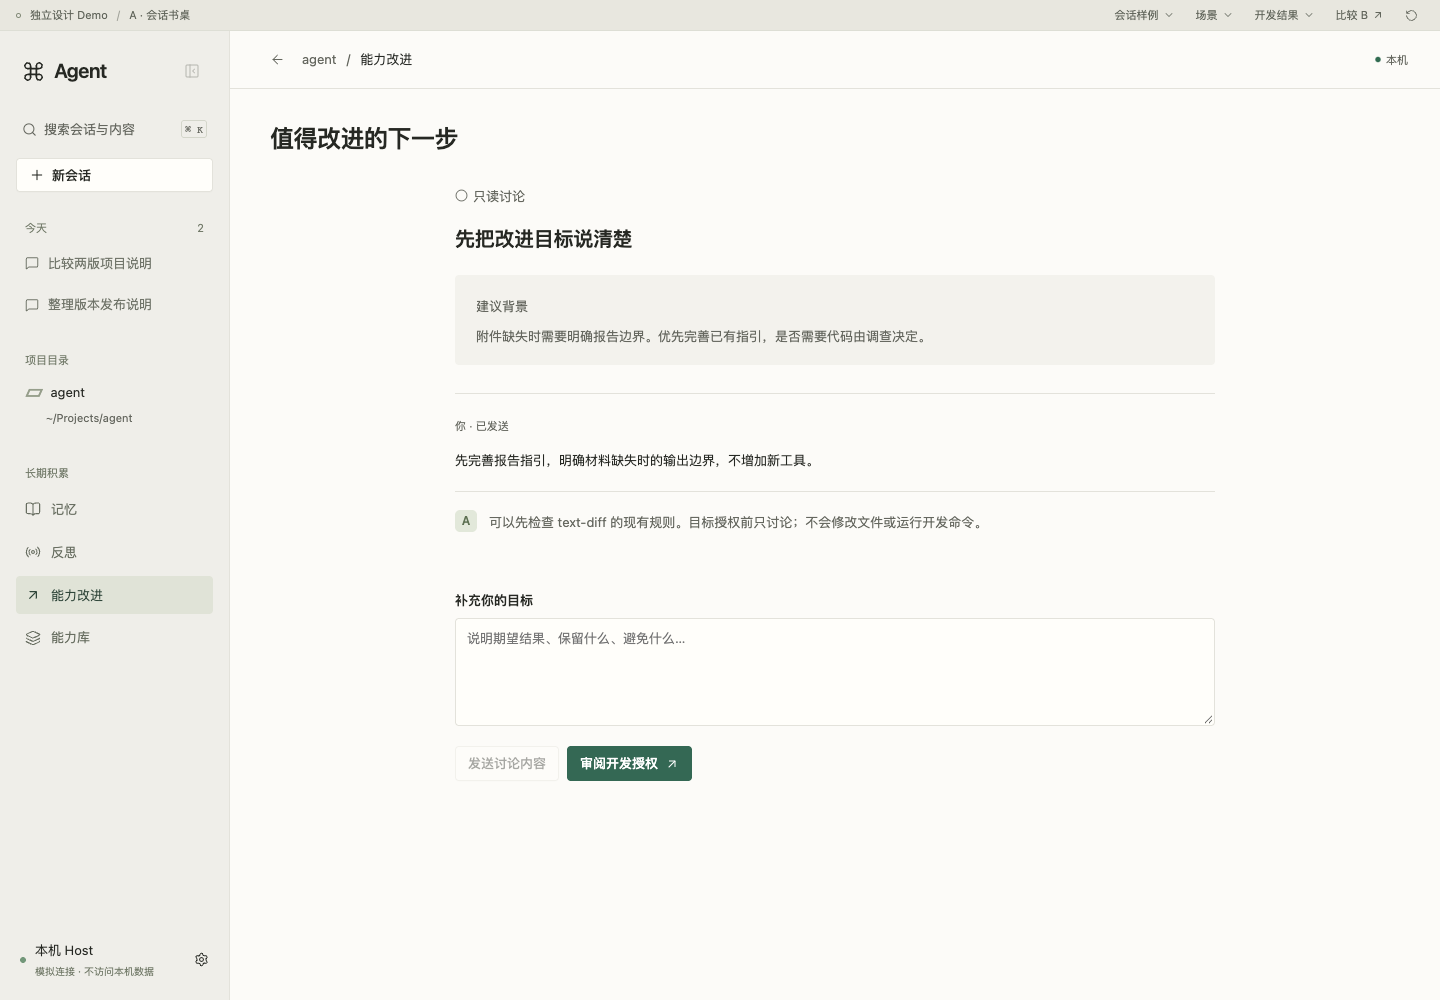 独立设计 Demo / A · 会话书桌
会话样例 场景 开发结果 比较 B
Agent
搜索会话与内容 ⌘ K
新会话
今天 2
比较两版项目说明
整理版本发布说明
项目目录
agent
~/Projects/agent
长期积累
记忆
反思
能力改进
能力库
本机 Host
模拟连接 · 不访问本机数据
agent / 能力改进
本机
值得改进的下一步
只读讨论
先把改进目标说清楚
建议背景
附件缺失时需要明确报告边界。优先完善已有指引，是否需要代码由调查决定。
你 · 已发送
先完善报告指引，明确材料缺失时的输出边界，不增加新工具。
A 可以先检查 text-diff 的现有规则。目标授权前只讨论；不会修改文件或运行开发命令。
补充你的目标
说明期望结果、保留什么、避免什么...
发送讨论内容 审阅开发授权